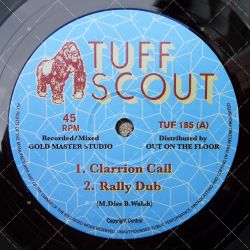 TUFF
SCOUT
45
RPM
TUF 185 (A)
Recorded/Mixed
GOLD MASTER STUDIO
Distributed by
OUT ON THE FLOOR
1. Clarrion Call
2. Rally Dub
(M.Diss B.Walsh)
Copyright Control